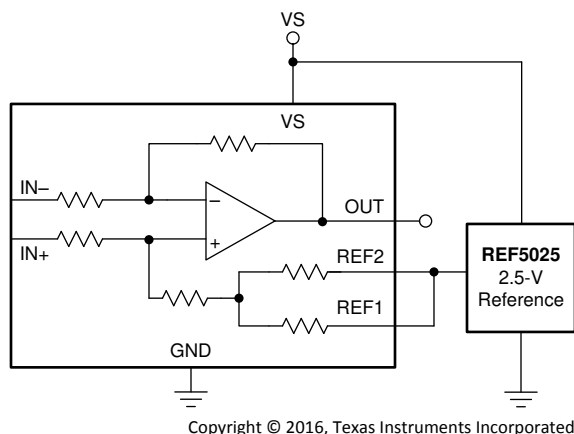 VS
VS
IN–
–
OUT
+
IN+
REF2
REF5025
2.5-V
Reference
REF1
GND
Copyright © 2016, Texas Instruments Incorporated